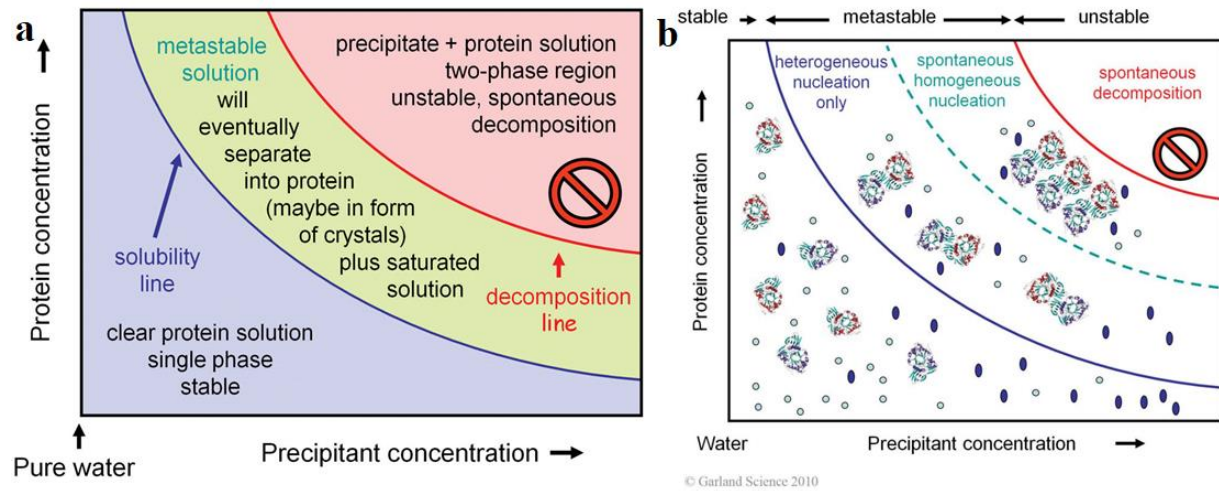 a
metastable
solution
will
eventually
separate
into protein
(maybe in form
of crystals)
plus saturated
solution
precipitate + protein solution
two-phase region
unstable, spontaneous
decomposition
solubility
line
decomposition
line
clear protein solution
single phase
stable
Protein concentration
Pure water
Precipitant concentration
b
stable
metastable
unstable
heterogeneous
nucleation
only
spontaneous
homogeneous
nucleation
spontaneous
decomposition
Protein concentration
Water
Precipitant concentration
© Garland Science 2010